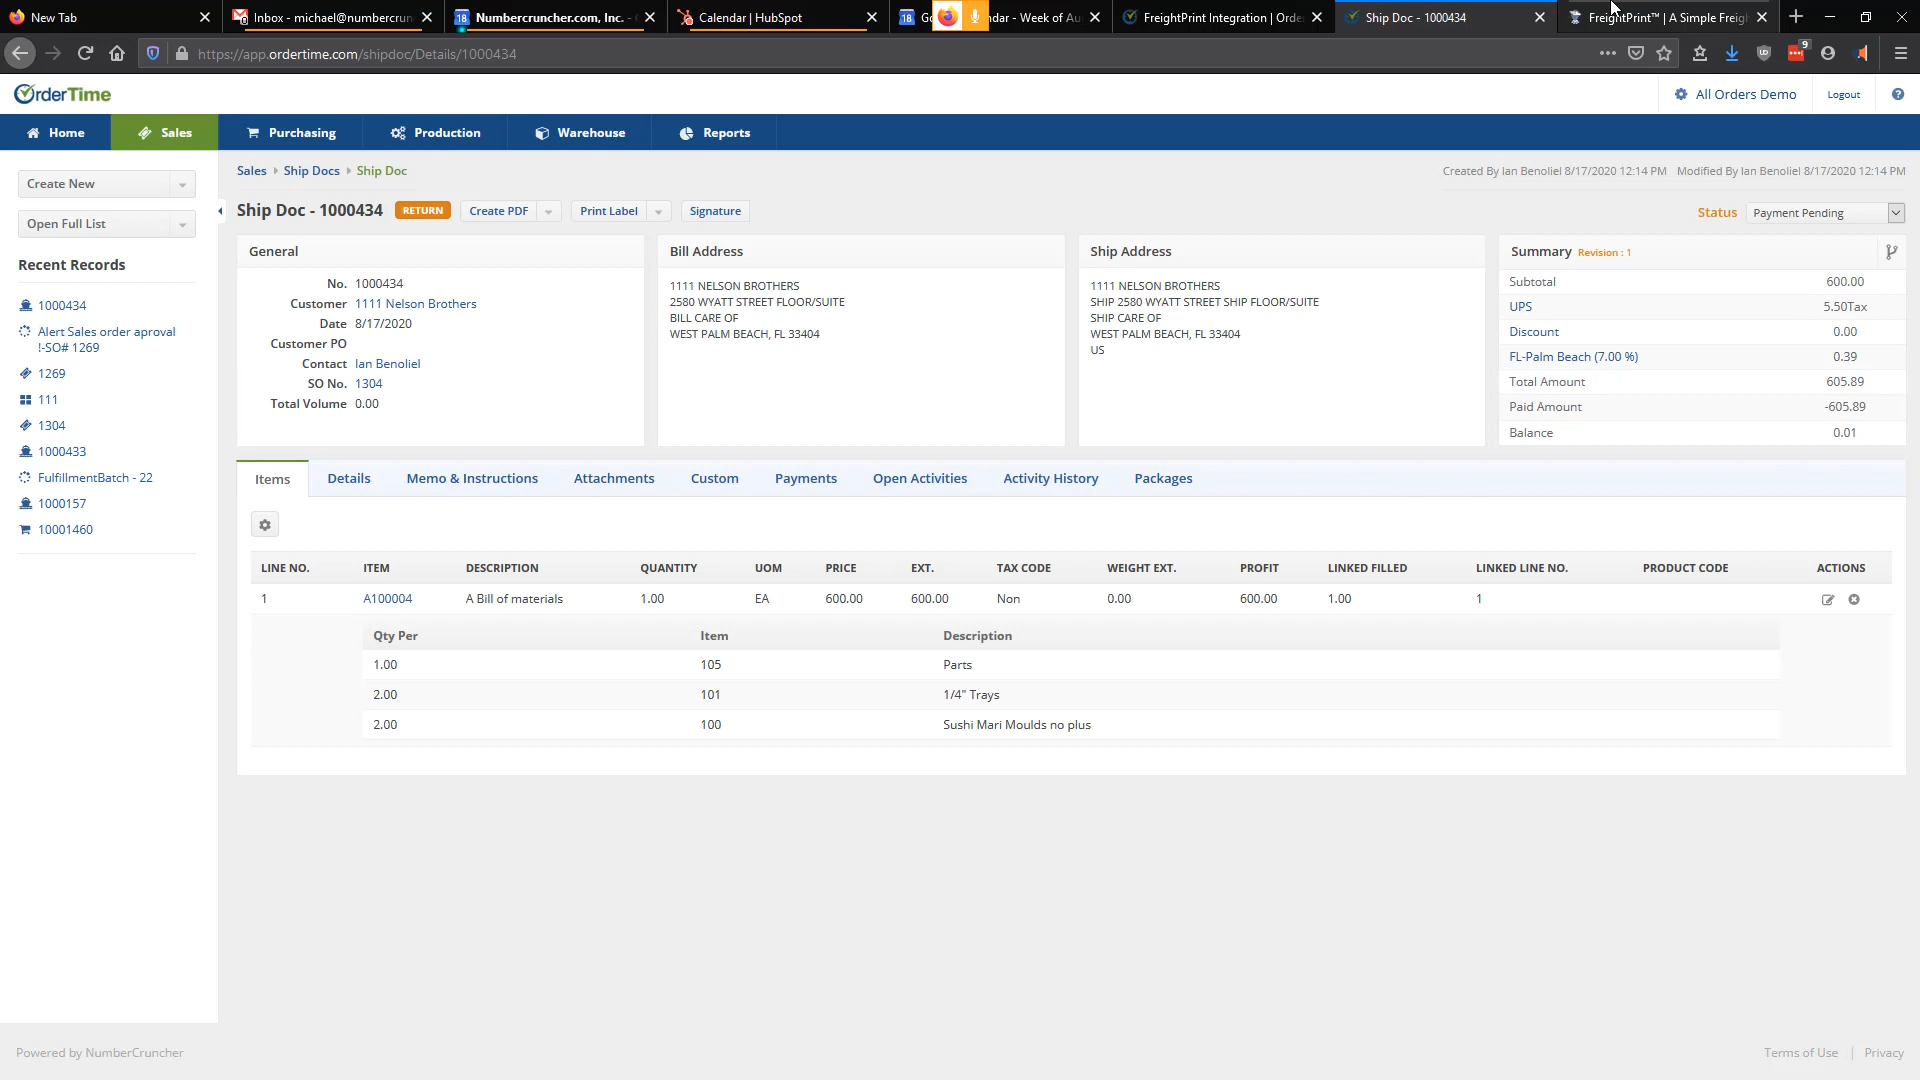 New Tab
Inbox - michael@numbercrun
Numbercruncher.com, Inc. -
Calendar | HubSpot
dar - Week of Au
FreightPrint Integration | Orde
Ship Doc - 1000434
FreightPrint™ | A Simple Freig
https://app.ordertime.com/shipdoc/Details/1000434
9
OrderTime
All Orders Demo
Logout
Home
Sales
Purchasing
Production
Warehouse
Reports
Create New
Open Full List
Recent Records
1000434
Alert Sales order aproval
!-SO# 1269
1269
111
1304
1000433
FulfillmentBatch - 22
1000157
10001460
Sales
Ship Docs
Ship Doc
Created By Ian Benoliel 8/17/2020 12:14 PM
Modified By Ian Benoliel 8/17/2020 12:14 PM
Ship Doc - 1000434
RETURN
Create PDF
Print Label
Signature
Status
Payment Pending
General
No. 1000434
Customer 1111 Nelson Brothers
Date 8/17/2020
Customer PO
Contact Ian Benoliel
SO No. 1304
Total Volume 0.00
Bill Address
1111 NELSON BROTHERS
2580 WYATT STREET FLOOR/SUITE
BILL CARE OF
WEST PALM BEACH, FL 33404
Ship Address
1111 NELSON BROTHERS
SHIP 2580 WYATT STREET SHIP FLOOR/SUITE
SHIP CARE OF
WEST PALM BEACH, FL 33404
US
Summary Revision : 1
Subtotal 600.00
UPS 5.50Tax
Discount 0.00
FL-Palm Beach (7.00 %) 0.39
Total Amount 605.89
Paid Amount -605.89
Balance 0.01
Items
Details
Memo & Instructions
Attachments
Custom
Payments
Open Activities
Activity History
Packages
LINE NO. ITEM DESCRIPTION QUANTITY UOM PRICE EXT. TAX CODE WEIGHT EXT. PROFIT LINKED FILLED LINKED LINE NO. PRODUCT CODE ACTIONS
1 A100004 A Bill of materials 1.00 EA 600.00 600.00 Non 0.00 600.00 1.00 1
Qty Per Item Description
1.00 105 Parts
2.00 101 1/4" Trays
2.00 100 Sushi Mari Moulds no plus
Powered by NumberCruncher
Terms of Use
Privacy